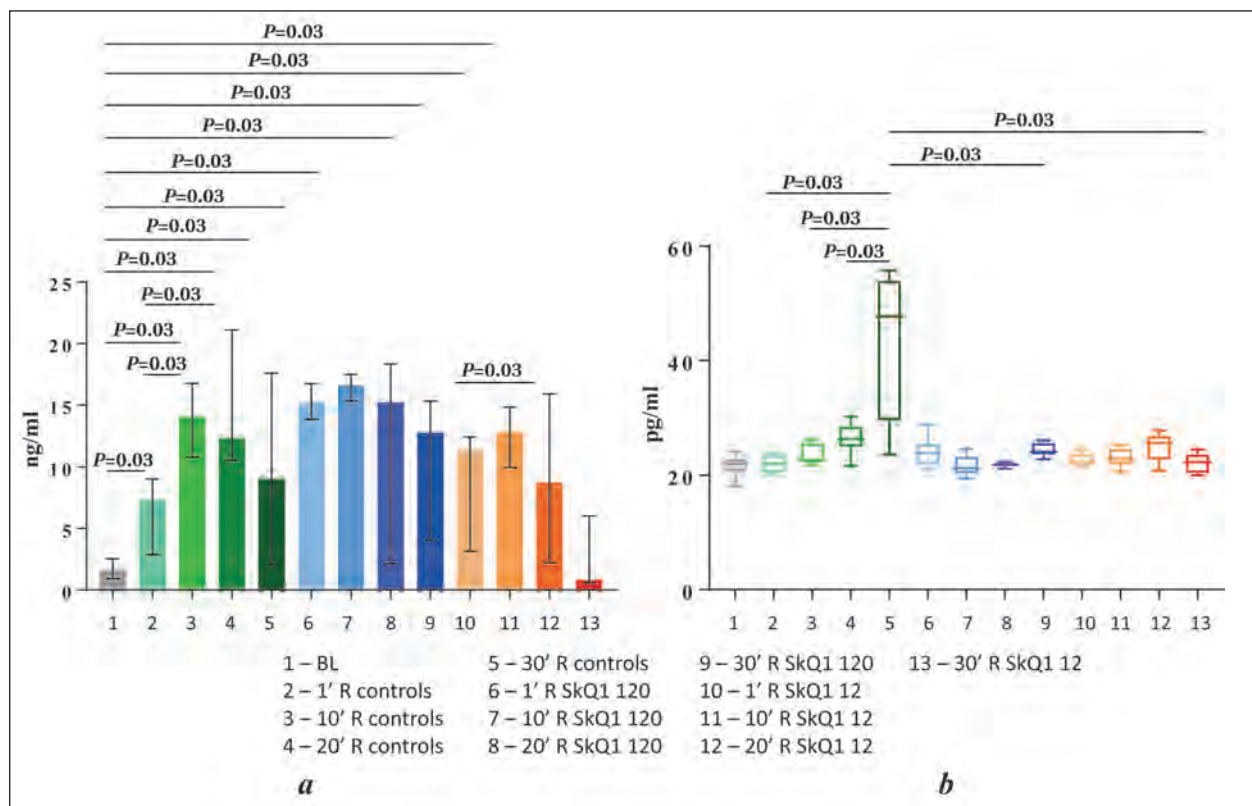 P=0.03
P=0.03
P=0.03
P=0.03
P=0.03
P=0.03
P=0.03
P=0.03
P=0.03
P=0.03
P=0.03
P=0.03
P=0.03
25
20
15
10
5
0
ng/ml
1 2 3 4 5 6 7 8 9 10 11 12 13
P=0.03
P=0.03
P=0.03
P=0.03
P=0.03
60
40
20
0
pg/ml
1 2 3 4 5 6 7 8 9 10 11 12 13
1 – BL
2 – 1′ R controls
3 – 10′ R controls
4 – 20′ R controls
5 – 30′ R controls
6 – 1′ R SkQ1 120
7 – 10′ R SkQ1 120
8 – 20′ R SkQ1 120
9 – 30′ R SkQ1 120
10 – 1′ R SkQ1 12
11 – 10′ R SkQ1 12
12 – 20′ R SkQ1 12
13 – 30′ R SkQ1 12
a
b